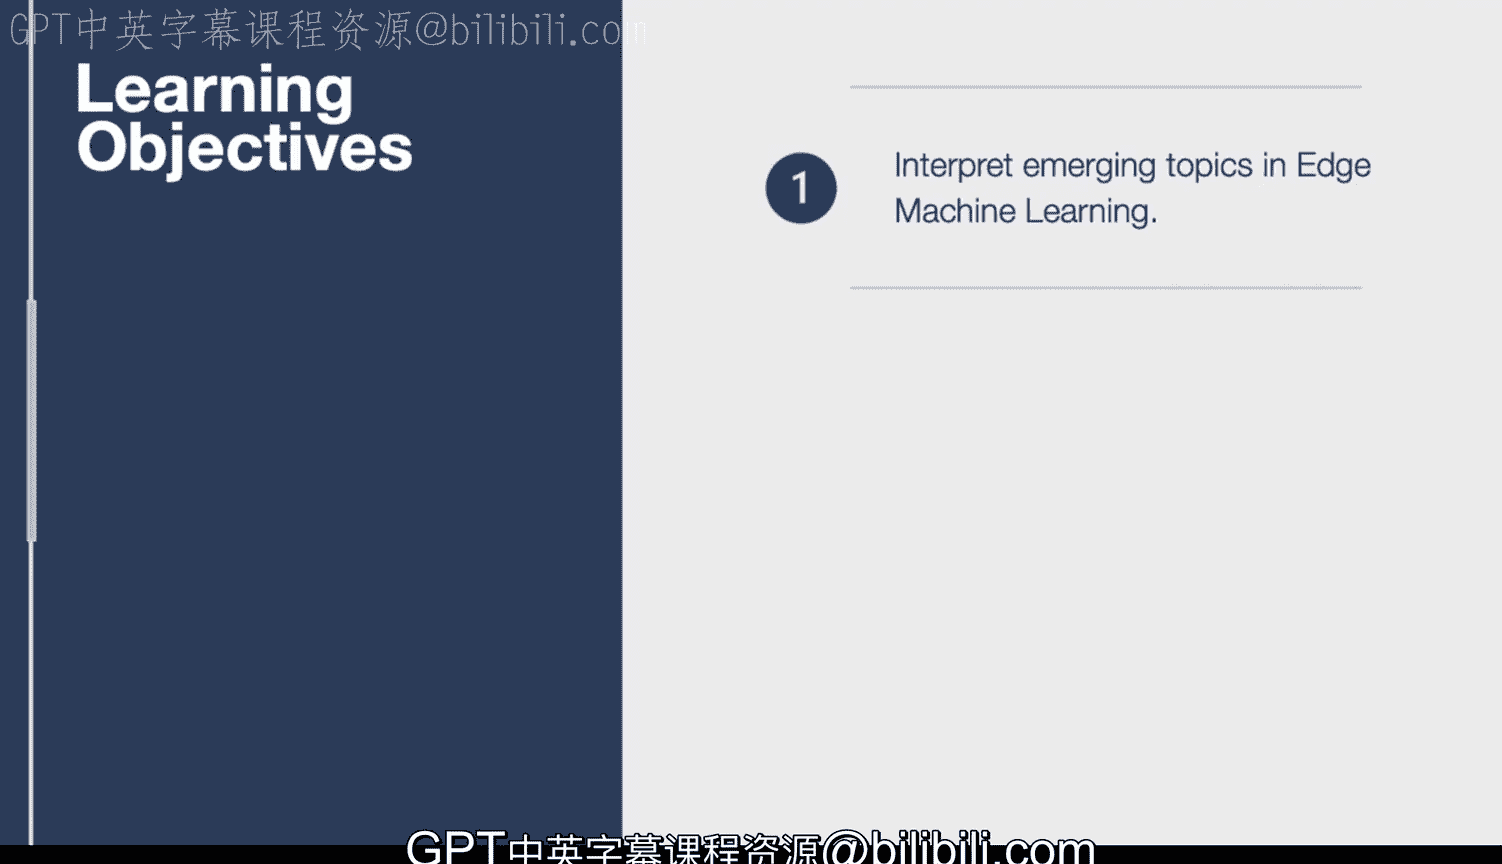 GPT中英字幕课程资源@bilibili.com
Learning
Objectives
1
Interpret emerging topics in Edge
Machine Learning.
GPT中英字幕课程资源@bilibili.com